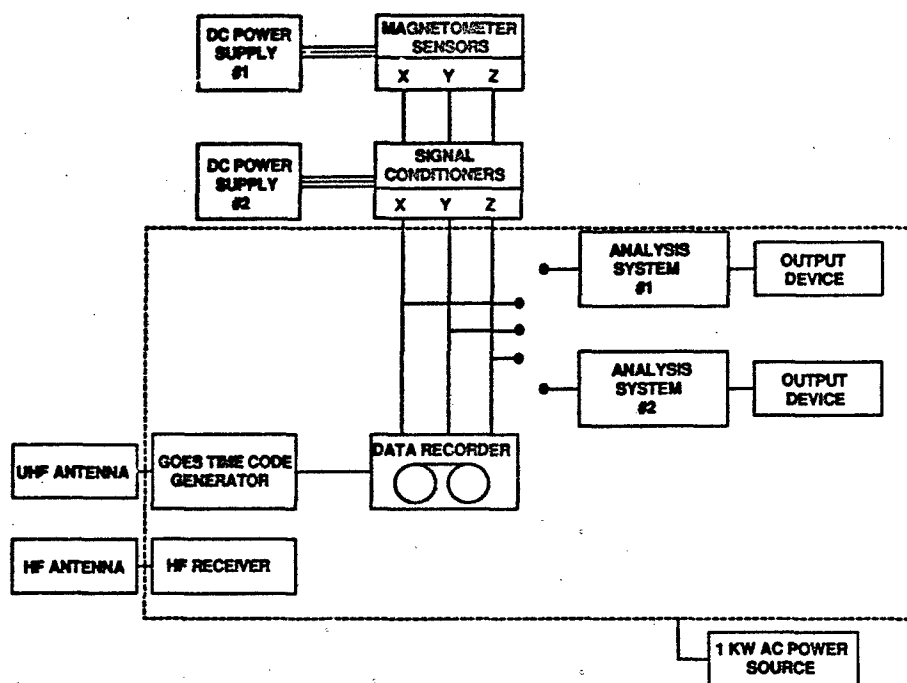 DC POWER
SUPPLY
#1
MAGNETOMETER
SENSORS
X Y Z
DC POWER
SUPPLY
#2
SIGNAL
CONDITIONERS
X Y Z
ANALYSIS
SYSTEM
#1
OUTPUT
DEVICE
ANALYSIS
SYSTEM
#2
OUTPUT
DEVICE
UHF ANTENNA
GOES TIME CODE
GENERATOR
DATA RECORDER
HF ANTENNA
HF RECEIVER
1 KW AC POWER
SOURCE